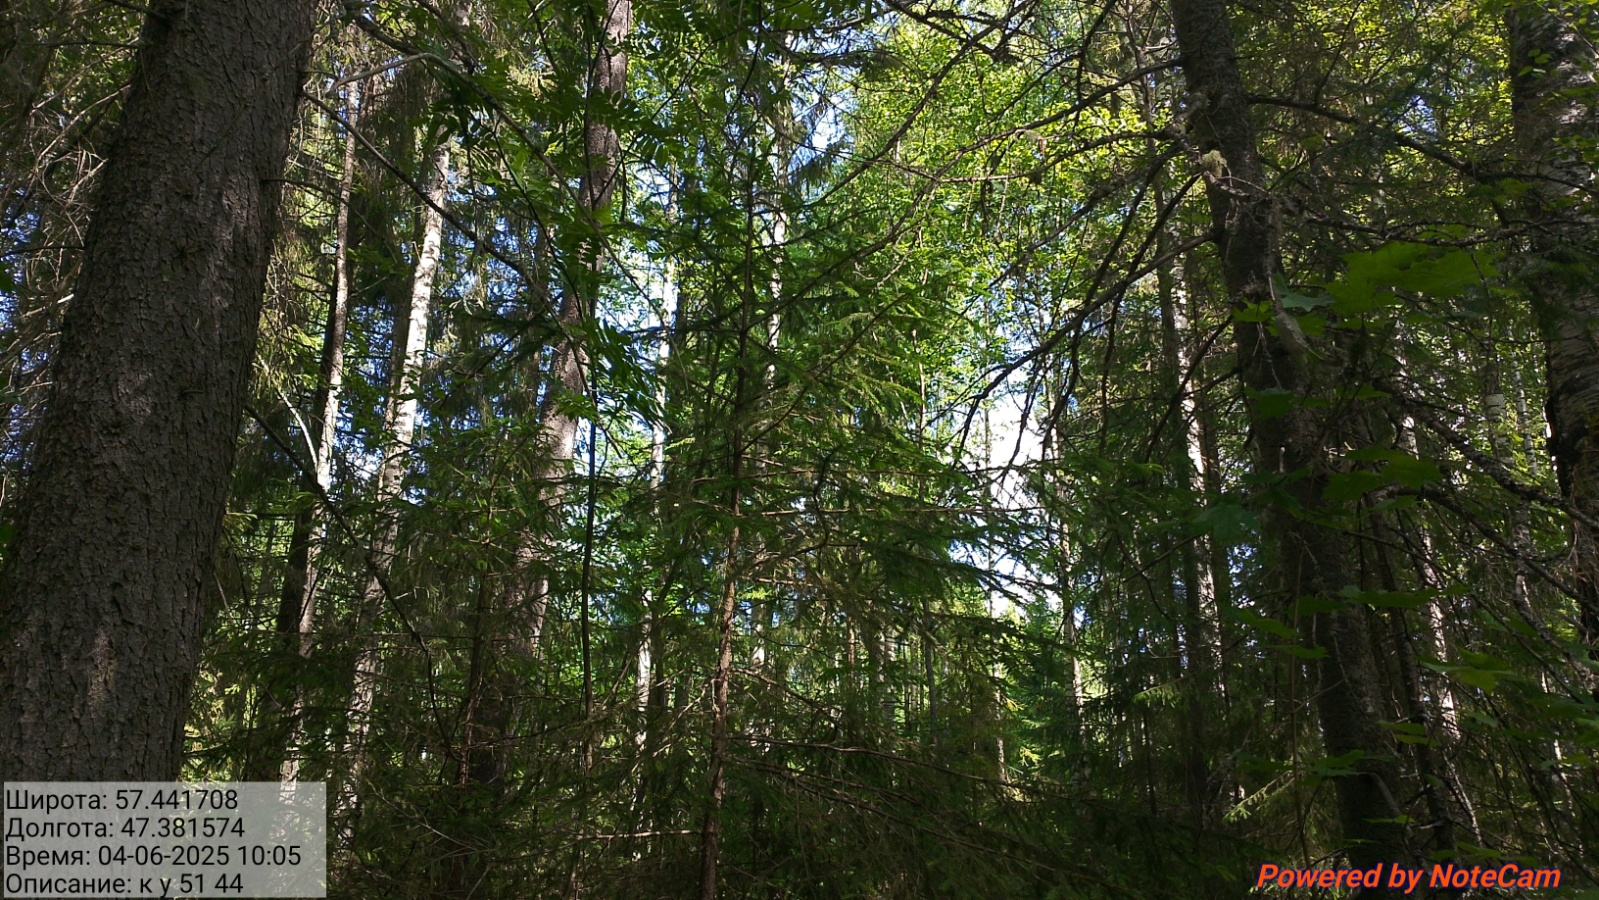 Широта: 57.441708
Долгота: 47.381574
Время: 04-06-2025 10:05
Описание: к у 51 44
Powered by NoteCam